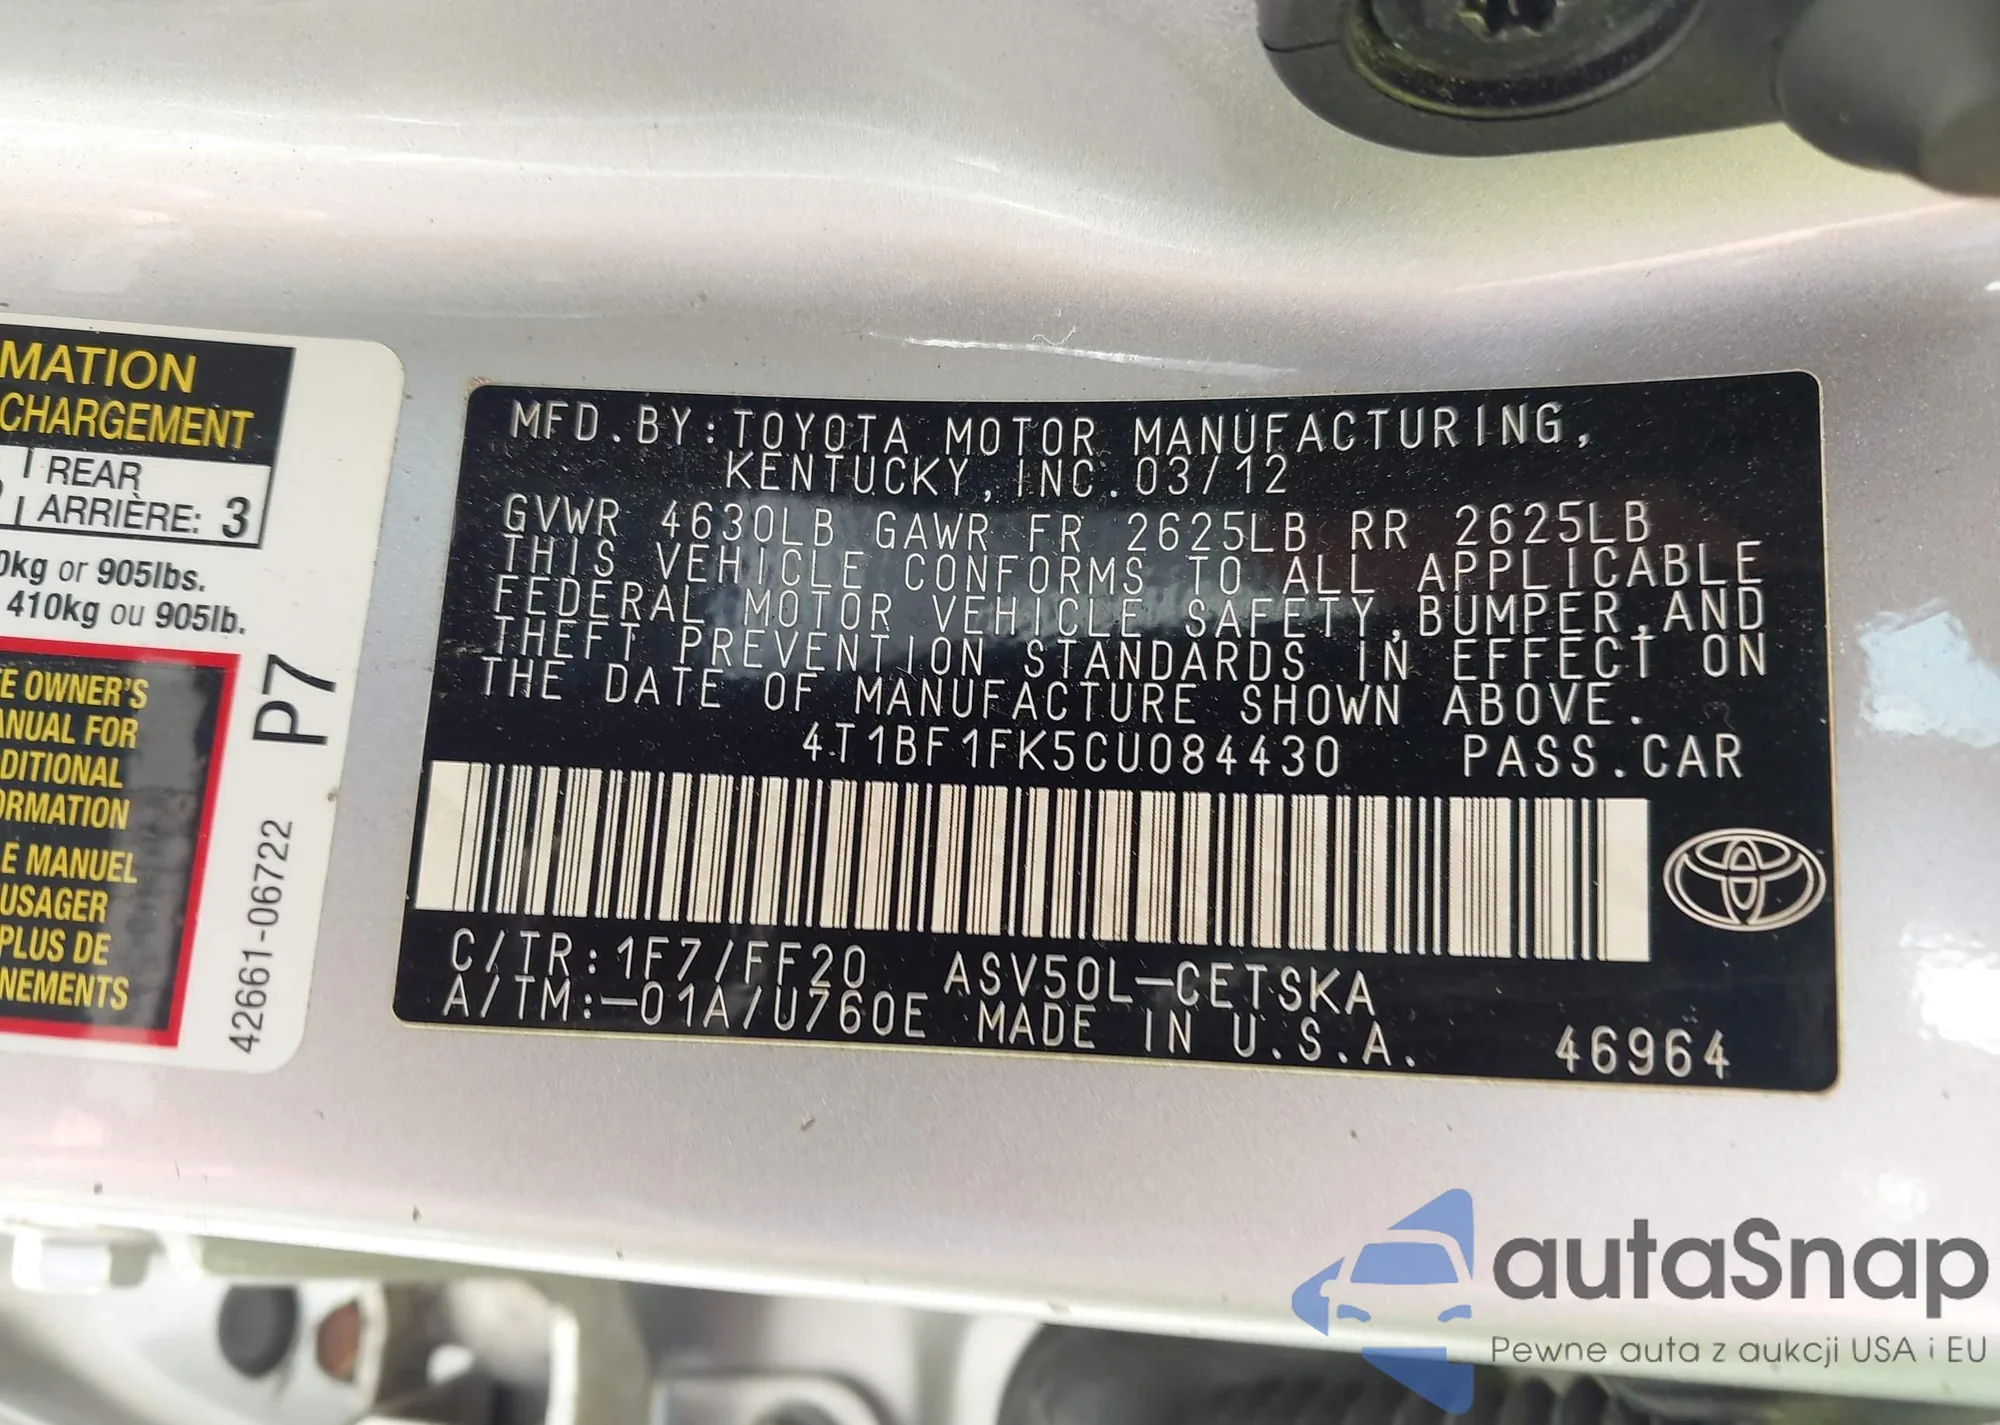 MATION
CHARGEMENT
REAR
ARRIÈRE: 3
0kg or 905lbs.
410kg ou 905lb.
E OWNER'S
ANUAL FOR
DITIONAL
ORMATION
E MANUEL
USAGER
PLUS DE
NEMENTS
P7
42661-06722
MFD.BY:TOYOTA MOTOR MANUFACTURING,
KENTUCKY,INC.03/12
GVWR 4630LB GAWR FR 2625LB RR 2625LB
THIS VEHICLE CONFORMS TO ALL APPLICABLE
FEDERAL MOTOR VEHICLE SAFETY,BUMPER,AND
THEFT PREVENTION STANDARDS IN EFFECT ON
THE DATE OF MANUFACTURE SHOWN ABOVE.
4T1BF1FK5CU084430 PASS.CAR
C/TR:1F7/FF20 ASV50L-CETSKA
A/TM:-01A/U760E MADE IN U.S.A. 46964
autaSnap
Pewne auta z aukcji USA i EU